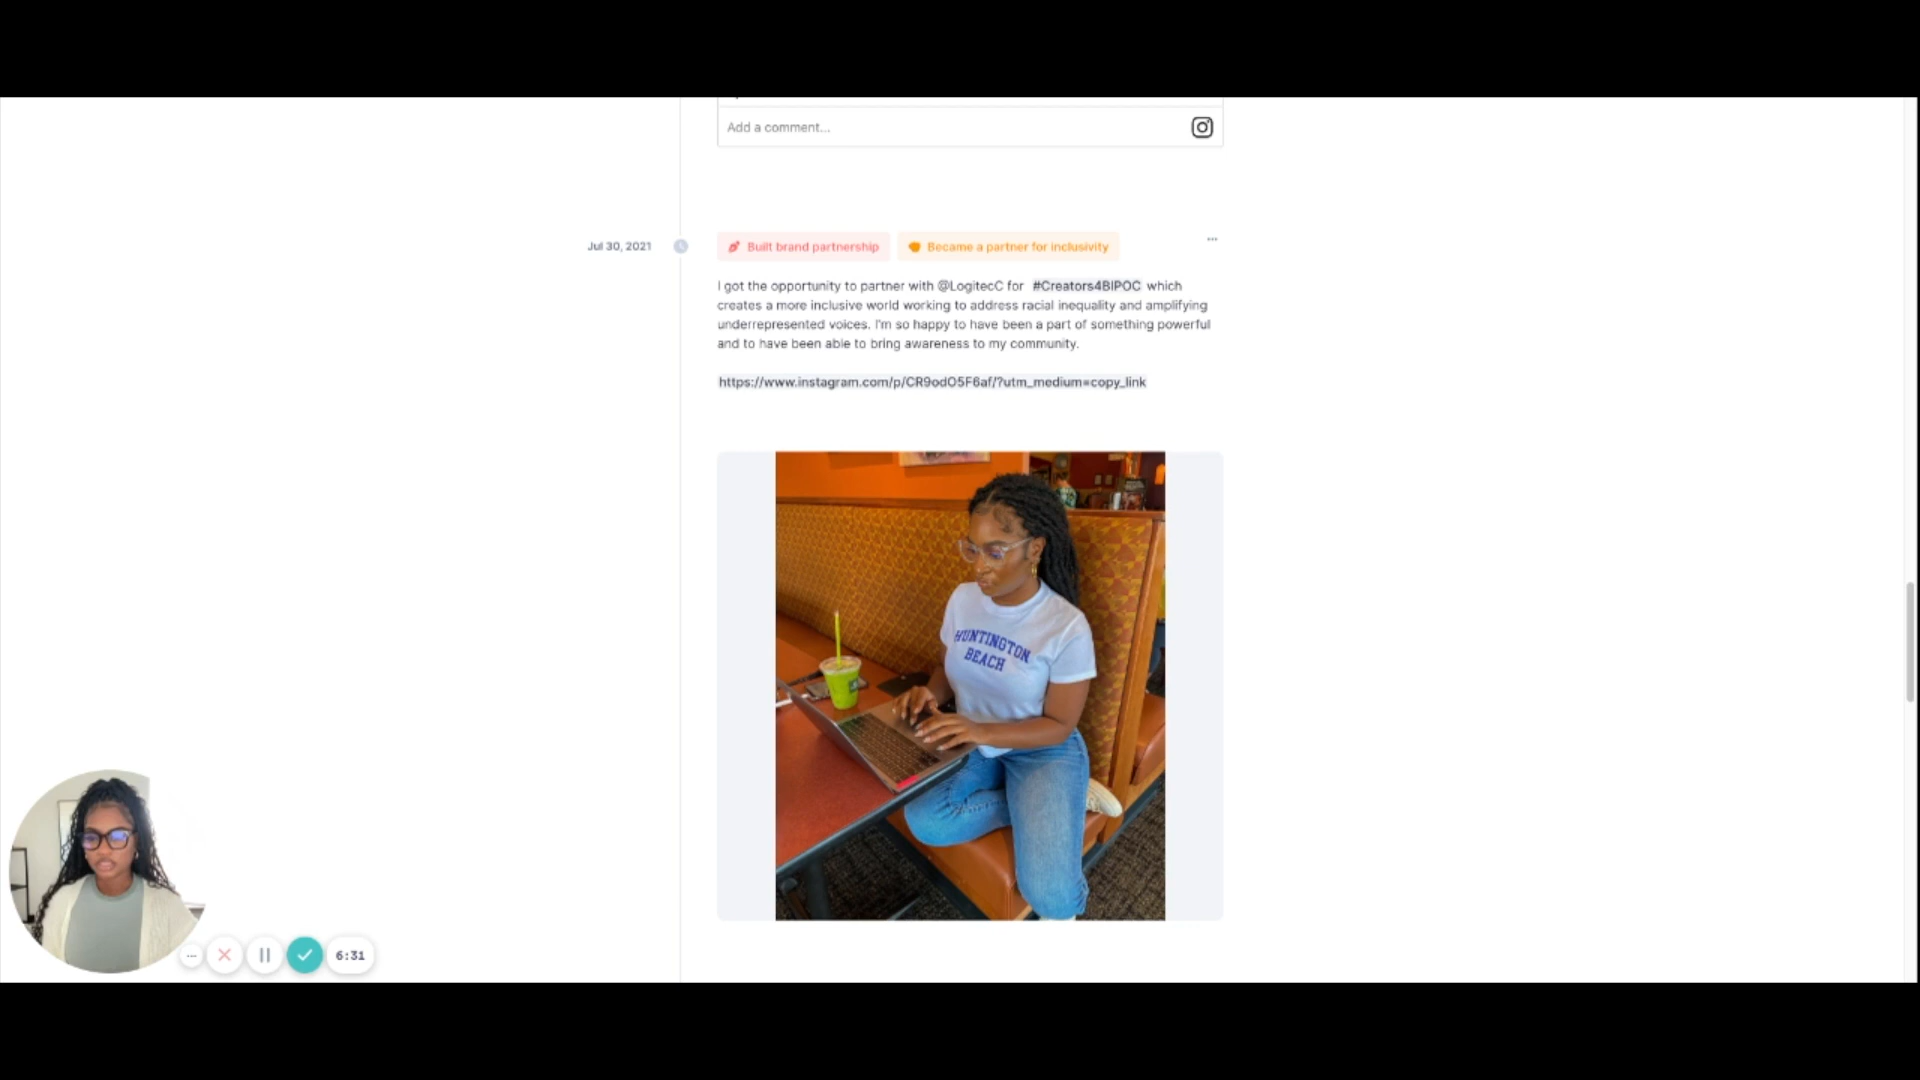 Add a comment...
Jul 30, 2021
Built brand partnership
Became a partner for inclusivity
I got the opportunity to partner with @LogitecC for #Creators4BIPOC which
creates a more inclusive world working to address racial inequality and amplifying
underrepresented voices. I'm so happy to have been a part of something powerful
and to have been able to bring awareness to my community.
https://www.instagram.com/p/CR9odO5F6af/?utm_medium=copy_link
HUNTINGTON
BEACH
6:31